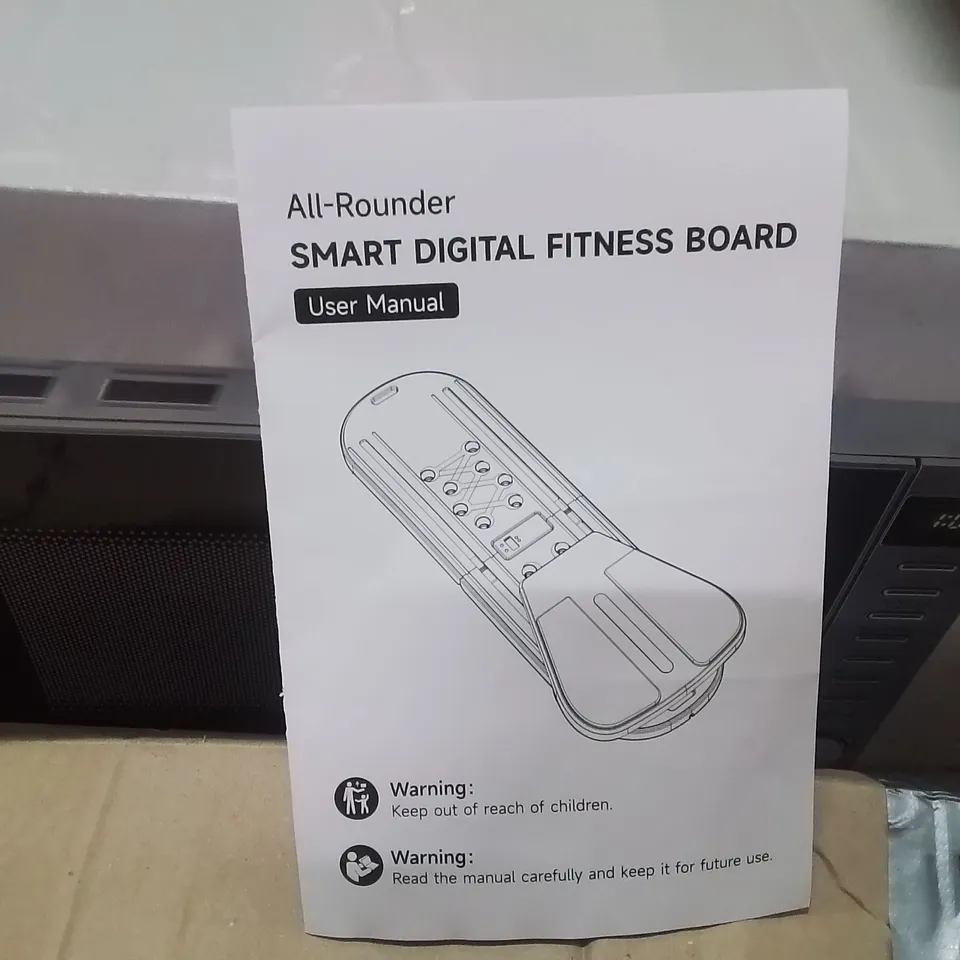 All-Rounder
SMART DIGITAL FITNESS BOARD
User Manual
Warning:
Keep out of reach of children.
Warning:
Read the manual carefully and keep it for future use.